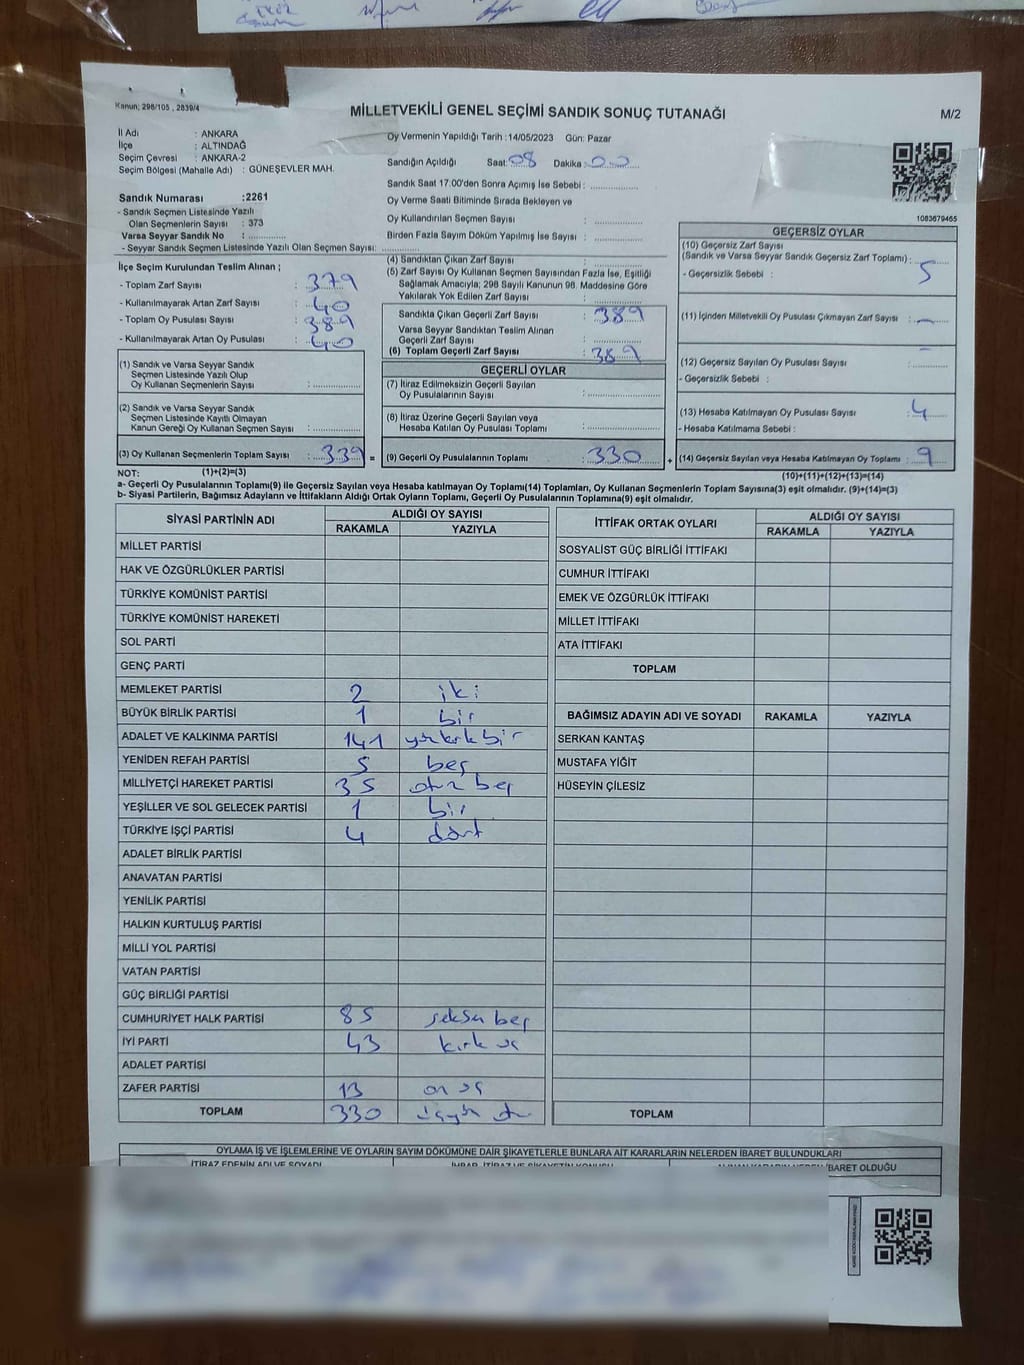 Kanun; 298/105 , 2839/4
MİLLETVEKİLİ GENEL SEÇİMİ SANDIK SONUÇ TUTANAĞI
M/2
İl Adı : ANKARA
İlçe : ALTINDAĞ
Seçim Çevresi : ANKARA-2
Seçim Bölgesi (Mahalle Adı) : GÜNEŞEVLER MAH.
Sandık Numarası :2261
- Sandık Seçmen Listesinde Yazılı
Olan Seçmenlerin Sayısı : 373
Varsa Seyyar Sandık No :
- Seyyar Sandık Seçmen Listesinde Yazılı Olan Seçmen Sayısı:
Oy Vermenin Yapıldığı Tarih :14/05/2023 Gün: Pazar
Sandığın Açıldığı Saat:08 Dakika:00
Sandık Saat 17.00'den Sonra Açımış İse Sebebi :
Oy Verme Saati Bitiminde Sırada Bekleyen ve
Oy Kullandırılan Seçmen Sayısı :
Birden Fazla Sayım Döküm Yapılmış İse Sayısı :
1083679465
İlçe Seçim Kurulundan Teslim Alınan ;
- Toplam Zarf Sayısı : 379
- Kullanılmayarak Artan Zarf Sayısı : 40
- Toplam Oy Pusulası Sayısı : 389
- Kullanılmayarak Artan Oy Pusulası : 40
(1) Sandık ve Varsa Seyyar Sandık
Seçmen Listesinde Yazılı Olup
Oy Kullanan Seçmenlerin Sayısı :
(2) Sandık ve Varsa Seyyar Sandık
Seçmen Listesinde Kayıtlı Olmayan
Kanun Gereği Oy Kullanan Seçmen Sayısı :
(3) Oy Kullanan Seçmenlerin Toplam Sayısı : 339 =
(4) Sandıktan Çıkan Zarf Sayısı :
(5) Zarf Sayısı Oy Kullanan Seçmen Sayısından Fazla İse, Eşitliği
Sağlamak Amacıyla; 298 Sayılı Kanunun 98. Maddesine Göre
Yakılarak Yok Edilen Zarf Sayısı :
Sandıkta Çıkan Geçerli Zarf Sayısı : 389
Varsa Seyyar Sandıktan Teslim Alınan
Geçerli Zarf Sayısı :
(6) Toplam Geçerli Zarf Sayısı : 389
GEÇERLİ OYLAR
(7) İtiraz Edilmeksizin Geçerli Sayılan
Oy Pusulalarının Sayısı :
(8) İtiraz Üzerine Geçerli Sayılan veya
Hesaba Katılan Oy Pusulası Toplamı :
(9) Geçerli Oy Pusulalarının Toplamı : 330 +
GEÇERSİZ OYLAR
(10) Geçersiz Zarf Sayısı
(Sandık ve Varsa Seyyar Sandık Geçersiz Zarf Toplamı) : 5
- Geçersizlik Sebebi :
(11) İçinden Milletvekili Oy Pusulası Çıkmayan Zarf Sayısı : -
(12) Geçersiz Sayılan Oy Pusulası Sayısı : -
- Geçersizlik Sebebi :
(13) Hesaba Katılmayan Oy Pusulası Sayısı : 4
- Hesaba Katılmama Sebebi :
(14) Geçersiz Sayılan veya Hesaba Katılmayan Oy Toplamı : 9
NOT: (1)+(2)=(3)
(10)+(11)+(12)+(13)=(14)
a- Geçerli Oy Pusulalarının Toplamı(9) ile Geçersiz Sayılan veya Hesaba katılmayan Oy Toplamı(14) Toplamları, Oy Kullanan Seçmenlerin Toplam Sayısına(3) eşit olmalıdır. (9)+(14)=(3)
b- Siyasi Partilerin, Bağımsız Adayların ve İttifakların Aldığı Ortak Oyların Toplamı, Geçerli Oy Pusulalarının Toplamına(9) eşit olmalıdır.
SİYASİ PARTİNİN ADI ALDIĞI OY SAYISI
RAKAMLA YAZIYLA
MİLLET PARTİSİ
HAK VE ÖZGÜRLÜKLER PARTİSİ
TÜRKİYE KOMÜNİST PARTİSİ
TÜRKİYE KOMÜNİST HAREKETİ
SOL PARTİ
GENÇ PARTİ
MEMLEKET PARTİSİ 2 iki
BÜYÜK BİRLİK PARTİSİ 1 bir
ADALET VE KALKINMA PARTİSİ 141 yüzkırkbir
YENİDEN REFAH PARTİSİ 5 beş
MİLLİYETÇİ HAREKET PARTİSİ 35 otuz beş
YEŞİLLER VE SOL GELECEK PARTİSİ 1 bir
TÜRKİYE İŞÇİ PARTİSİ 4 dört
ADALET BİRLİK PARTİSİ
ANAVATAN PARTİSİ
YENİLİK PARTİSİ
HALKIN KURTULUŞ PARTİSİ
MİLLİ YOL PARTİSİ
VATAN PARTİSİ
GÜÇ BİRLİĞİ PARTİSİ
CUMHURİYET HALK PARTİSİ 85 seksen beş
İYİ PARTİ 43 kırk üç
ADALET PARTİSİ
ZAFER PARTİSİ 13 on üç
TOPLAM 330 üçyüz otuz
İTTİFAK ORTAK OYLARI ALDIĞI OY SAYISI
RAKAMLA YAZIYLA
SOSYALİST GÜÇ BİRLİĞİ İTTİFAKI
CUMHUR İTTİFAKI
EMEK VE ÖZGÜRLÜK İTTİFAKI
MİLLET İTTİFAKI
ATA İTTİFAKI
TOPLAM
BAĞIMSIZ ADAYIN ADI VE SOYADI RAKAMLA YAZIYLA
SERKAN KANTAŞ
MUSTAFA YİĞİT
HÜSEYİN ÇİLESİZ
TOPLAM
OYLAMA İŞ VE İŞLEMLERİNE VE OYLARIN SAYIM DÖKÜMÜNE DAİR ŞİKAYETLERLE BUNLARA AİT KARARLARIN NELERDEN İBARET BULUNDUKLARI
İTİRAZ EDENİN ADI VE SOYADI
İHBAR, İTİRAZ VE ŞİKAYETİN KONUSU
İBARET OLDUĞU